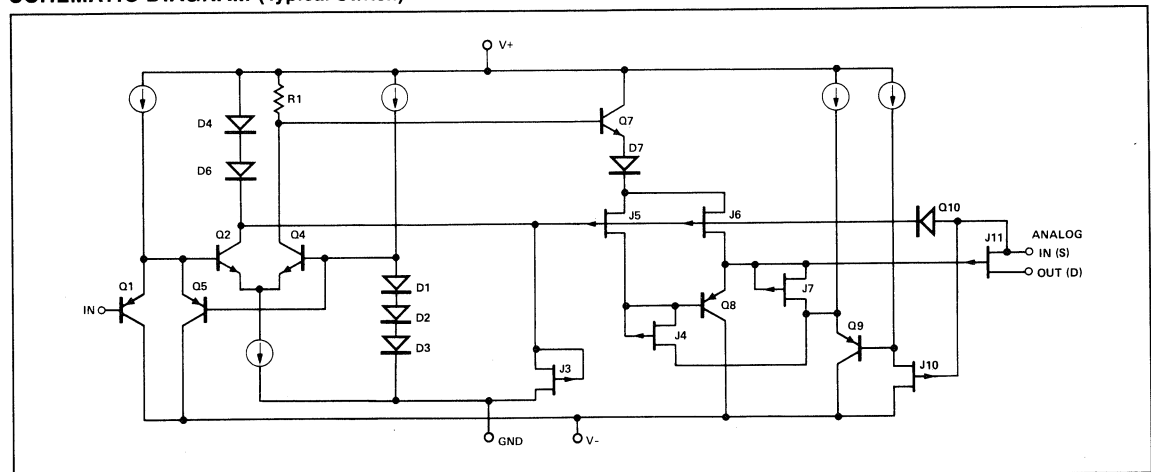 SCHEMATIC DIAGRAM (Typical Switch)
V+
R1
D4
Q7
D7
D6
Q10
J5
J6
ANALOG
J11
IN (S)
OUT (D)
Q2
Q4
Q1
Q5
D1
J7
IN
D2
Q8
Q9
D3
J4
J3
J10
GND
V-